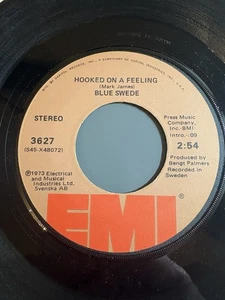 HOOKED ON A FEELING
(Mark James)
BLUE SWEDE
STEREO
3627
(S45-X48072)
Press Music
Company,
Inc.-BMI
Intro.-:09
2:54
Produced by
Bengt Palmers
Recorded in
Sweden
℗1973 Electrical
and Musical
Industries Ltd.
Svenska AB
EMI
®